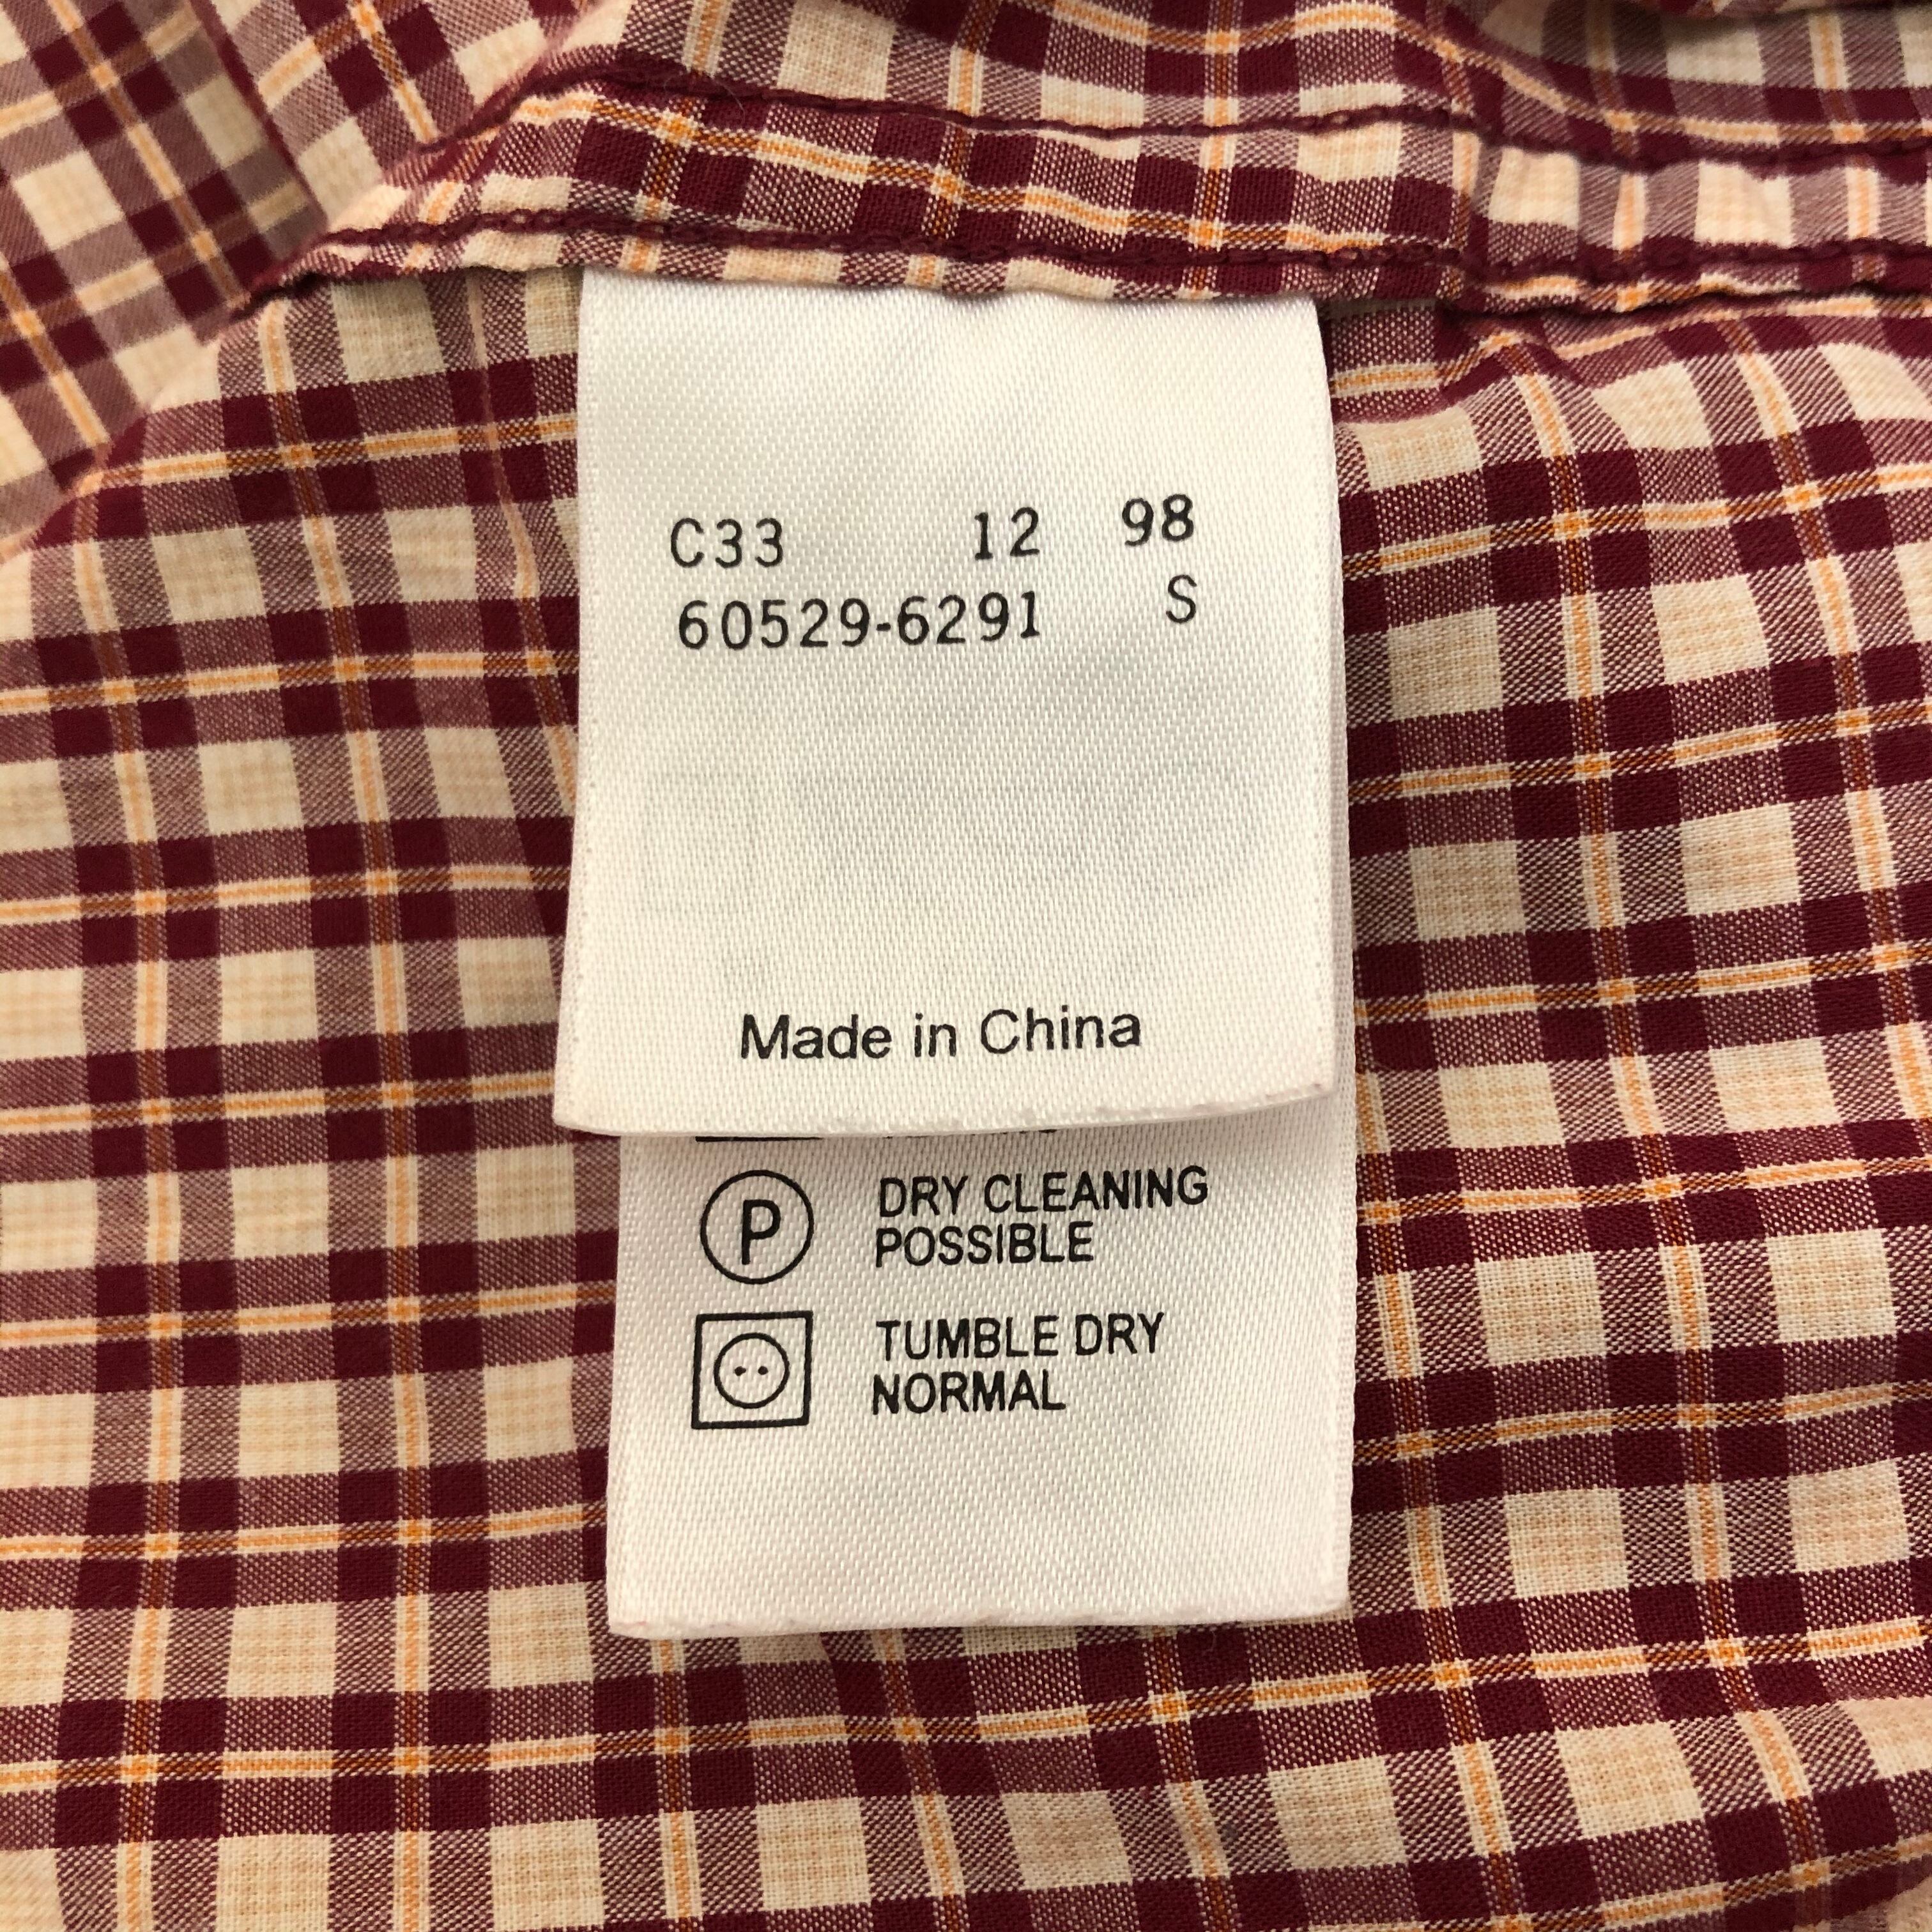 C33 12 98
60529-6291 S
Made in China
P DRY CLEANING
POSSIBLE
TUMBLE DRY
NORMAL